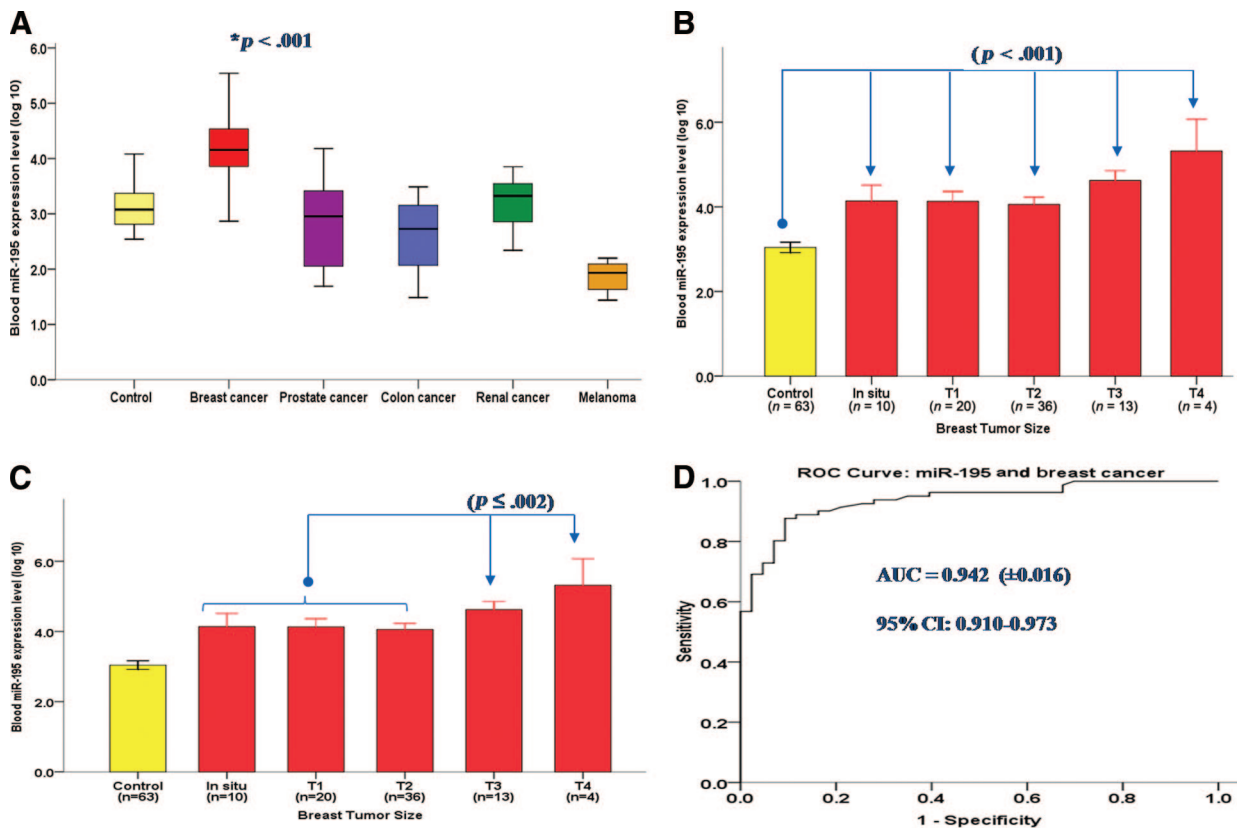 A
*p < .001
Blood miR-195 expression level (log 10)
6.0
5.0
4.0
3.0
2.0
1.0
0.0
Control Breast cancer Prostate cancer Colon cancer Renal cancer Melanoma
B
(p < .001)
Blood miR-195 expression level (log 10)
6.0
4.0
2.0
0.0
Control In situ T1 T2 T3 T4
(n = 63) (n = 10) (n = 20) (n = 36) (n = 13) (n = 4)
Breast Tumor Size
C
(p ≤ .002)
Blood miR-195 expression level (log 10)
6.0
4.0
2.0
0.0
Control In situ T1 T2 T3 T4
(n=63) (n=10) (n=20) (n=36) (n=13) (n=4)
Breast Tumor Size
D
ROC Curve: miR-195 and breast cancer
Sensitivity
1.0
0.8
0.6
0.4
0.2
0.0
AUC = 0.942 (±0.016)
95% CI: 0.910-0.973
0.0 0.2 0.4 0.6 0.8 1.0
1 - Specificity